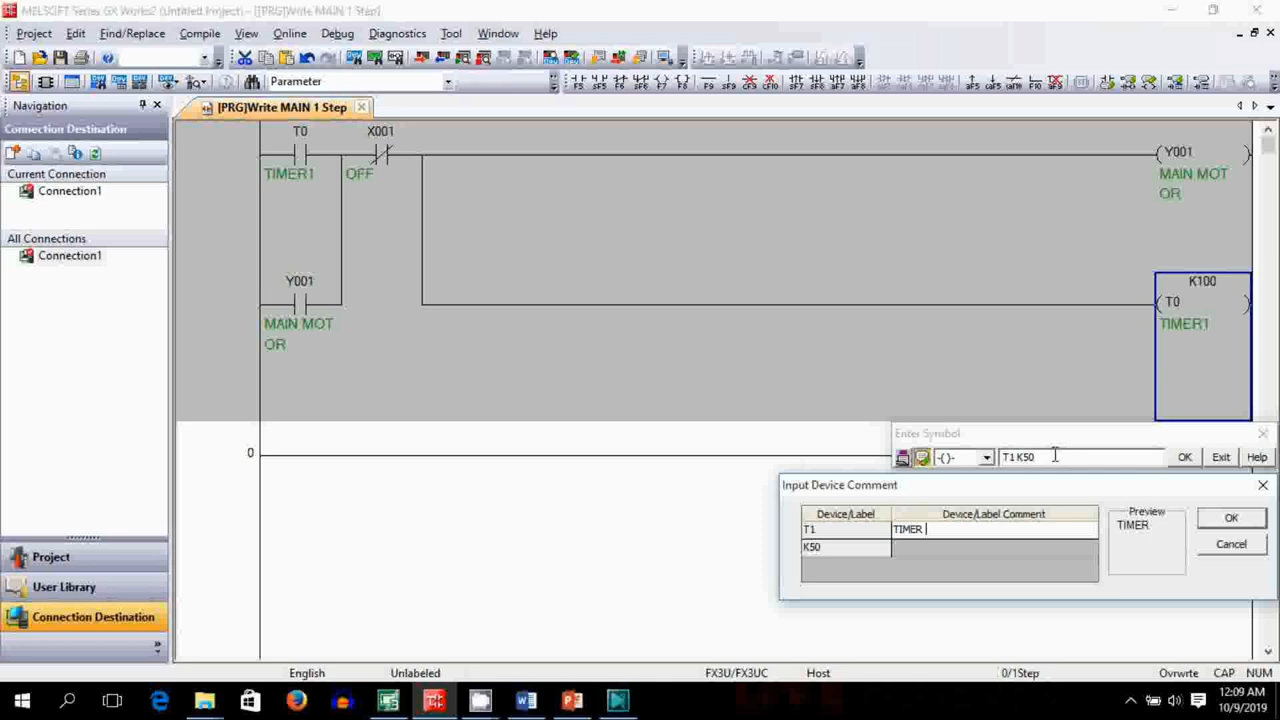 MELSOFT Series GX Works2 (Untitled Project) - [[PRG]Write MAIN 1 Step]
Project Edit Find/Replace Compile View Online Debug Diagnostics Tool Window Help
Parameter
Navigation
[PRG]Write MAIN 1 Step
Connection Destination
Current Connection
Connection1
All Connections
Connection1
Project
User Library
Connection Destination
T0
TIMER1
X001
OFF
Y001
MAIN MOT
OR
Y001
MAIN MOT
OR
K100
T0
TIMER1
0
Enter Symbol
-( )-
T1 K50
OK
Exit
Help
Input Device Comment
Device/Label
Device/Label Comment
T1
TIMER
K50
Preview
TIMER
OK
Cancel
English
Unlabeled
FX3U/FX3UC
Host
0/1Step
Ovrwrte
CAP
NUM
12:09 AM
10/9/2019